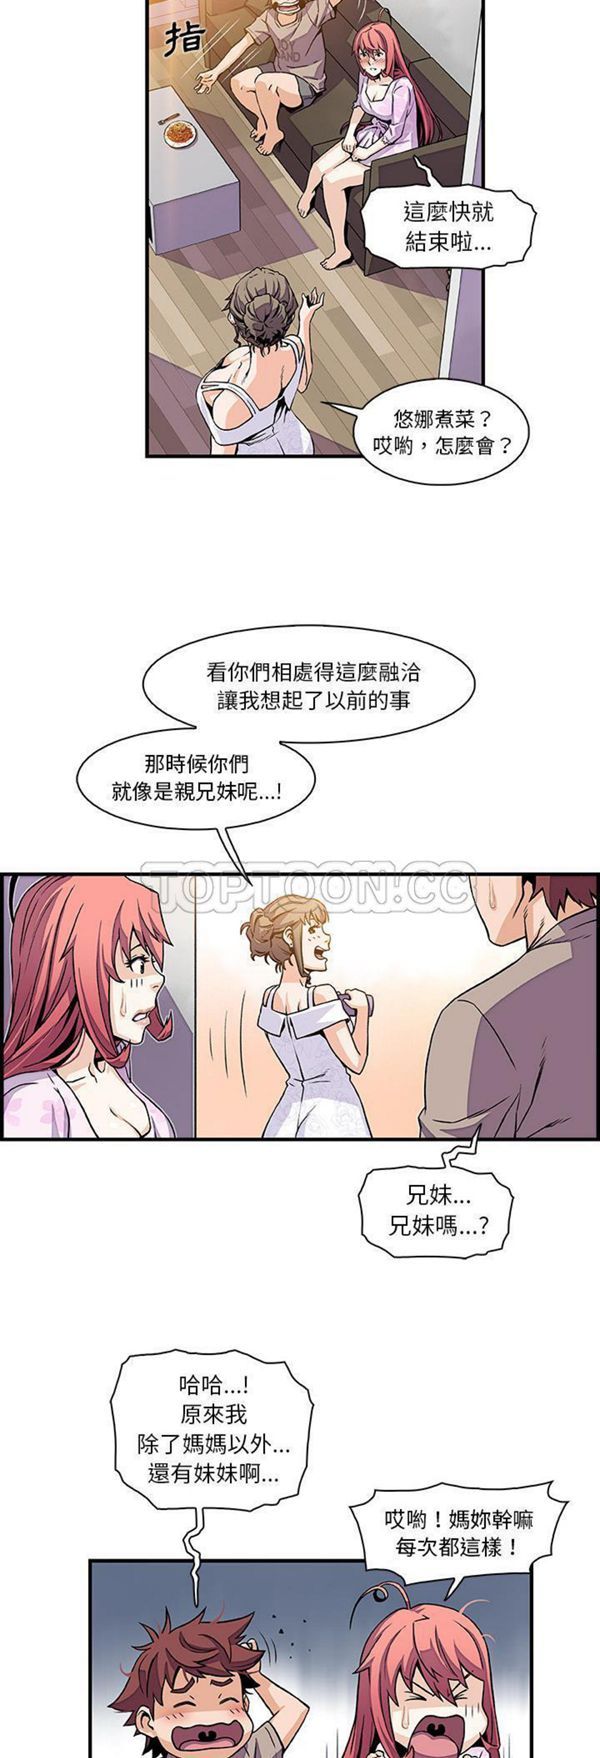 指
BOY
BAND
這麼快就
結束啦...
悠娜煮菜？
哎喲，怎麼會？
看你們相處得這麼融洽
讓我想起了以前的事
那時候你們
就像是親兄妹呢...!
TOPTOON.CC
兄妹...
兄妹嗎...?
哈哈...!
原來我
除了媽媽以外...
還有妹妹啊...
哎喲！媽妳幹嘛
每次都這樣！